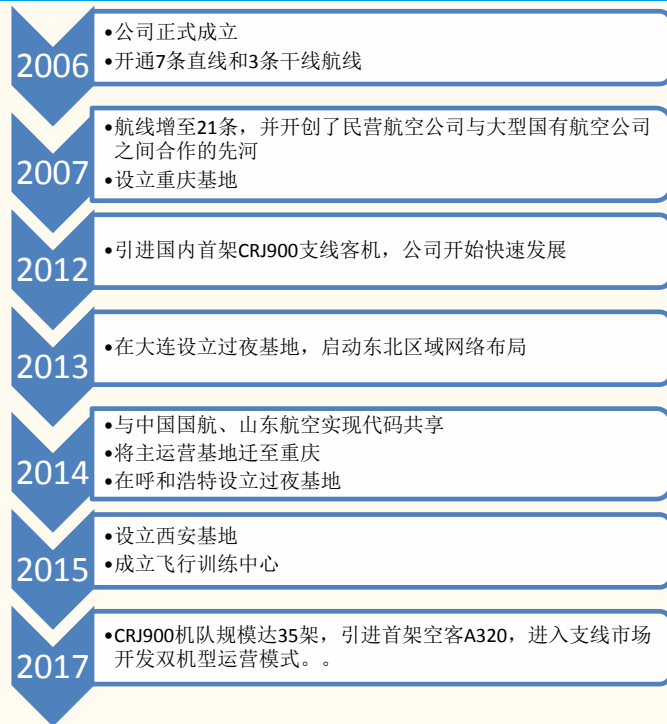 2006
•公司正式成立
•开通7条直线和3条干线航线
2007
•航线增至21条，并开创了民营航空公司与大型国有航空公司
之间合作的先河
•设立重庆基地
2012
•引进国内首架CRJ900支线客机，公司开始快速发展
2013
•在大连设立过夜基地，启动东北区域网络布局
2014
•与中国国航、山东航空实现代码共享
•将主运营基地迁至重庆
•在呼和浩特设立过夜基地
2015
•设立西安基地
•成立飞行训练中心
2017
•CRJ900机队规模达35架，引进首架空客A320，进入支线市场
开发双机型运营模式。。